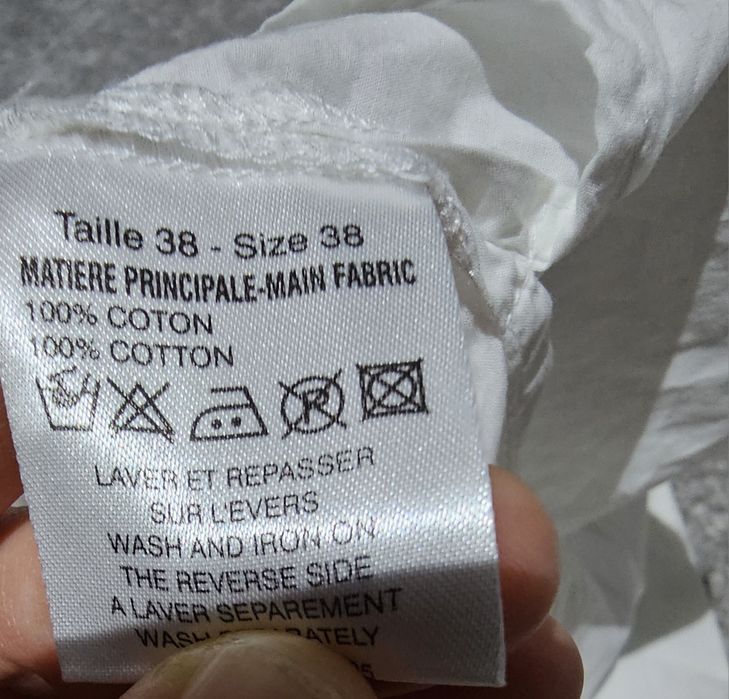 Taille 38 - Size 38
MATIERE PRINCIPALE-MAIN FABRIC
100% COTON
100% COTTON
R
LAVER ET REPASSER
SUR L'EVERS
WASH AND IRON ON
THE REVERSE SIDE
A LAVER SEPAREMENT
WASH